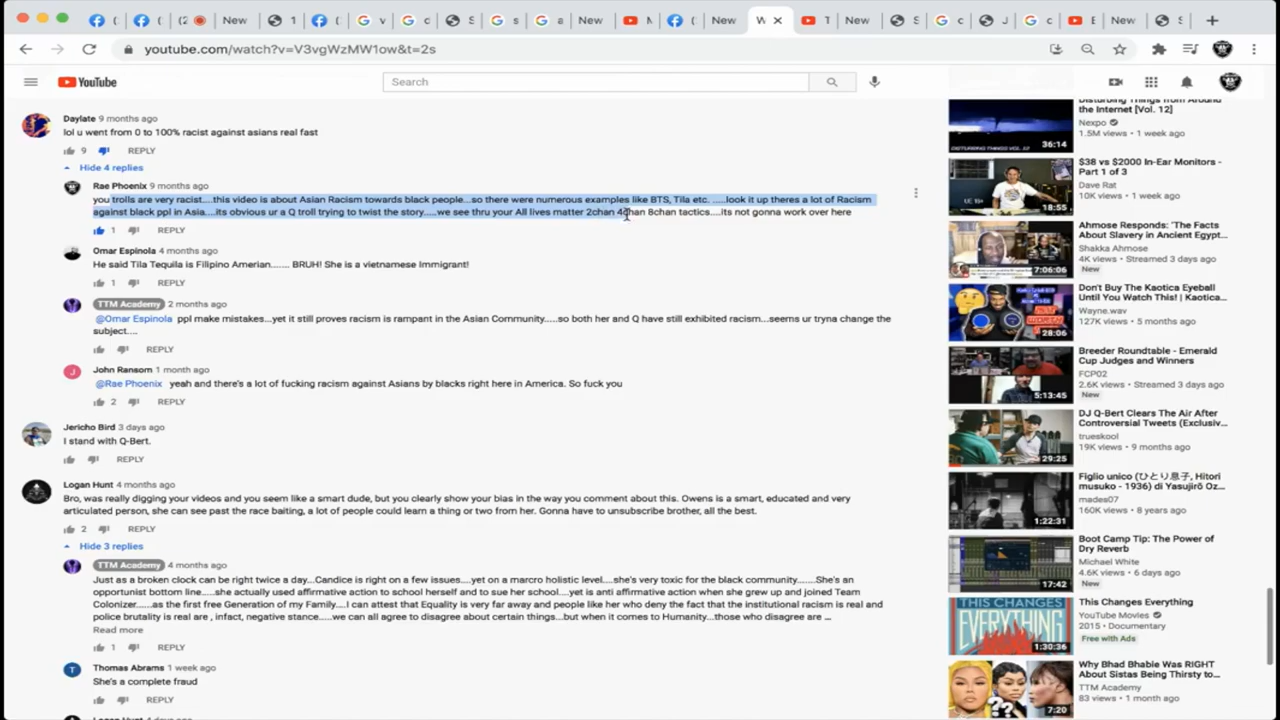 New
New
New
New
New
youtube.com/watch?v=V3vgWzMW1ow&t=2s
YouTube
Search
Daylate 9 months ago
lol u went from 0 to 100% racist against asians real fast
9 REPLY
Hide 4 replies
Rae Phoenix 9 months ago
you trolls are very racist....this video is about Asian Racism towards black people...so there were numerous examples like BTS, Tila etc. .....look it up theres a lot of Racism
against black ppl in Asia....its obvious ur a Q troll trying to twist the story.....we see thru your All lives matter 2chan 4chan 8chan tactics....its not gonna work over here
1 REPLY
Omar Espinola 4 months ago
He said Tila Tequila is Filipino Amerian....... BRUH! She is a vietnamese Immigrant!
1 REPLY
TTM Academy 2 months ago
@Omar Espinola ppl make mistakes...yet it still proves racism is rampant in the Asian Community.....so both her and Q have still exhibited racism...seems ur tryna change the
subject....
REPLY
John Ransom 1 month ago
@Rae Phoenix yeah and there's a lot of fucking racism against Asians by blacks right here in America. So fuck you
2 REPLY
Jericho Bird 3 days ago
I stand with Q-Bert.
REPLY
Logan Hunt 4 months ago
Bro, was really digging your videos and you seem like a smart dude, but you clearly show your bias in the way you comment about this. Owens is a smart, educated and very
articulated person, she can see past the race baiting, a lot of people could learn a thing or two from her. Gonna have to unsubscribe brother, all the best.
2 REPLY
Hide 3 replies
TTM Academy 4 months ago
Just as a broken clock can be right twice a day...Candice is right on a few issues....yet on a marcro holistic level....she's very toxic for the black community.......She's an
opportunist bottom line.....she actually used affirmative action to school herself and to sue her school....yet is anti affirmative action when she grew up and joined Team
Colonizer......as the first free Generation of my Family....I can attest that Equality is very far away and people like her who deny the fact that the institutional racism is real and
police brutality is real are , infact, negative stance.....we can all agree to disagree about certain things...but when it comes to Humanity...those who disagree are ...
Read more
1 REPLY
Thomas Abrams 1 week ago
She's a complete fraud
REPLY
Disturbing Things from Around
the Internet [Vol. 12]
Nexpo
1.5M views • 1 week ago
36:14
$38 vs $2000 In-Ear Monitors -
Part 1 of 3
Dave Rat
10K views • 1 week ago
18:55
Ahmose Responds: 'The Facts
About Slavery in Ancient Egypt...
Shakka Ahmose
4K views • Streamed 3 days ago
New
7:06:06
Don't Buy The Kaotica Eyeball
Until You Watch This! | Kaotica...
Wayne.wav
127K views • 5 months ago
28:06
Breeder Roundtable - Emerald
Cup Judges and Winners
FCP02
2.6K views • Streamed 3 days ago
New
5:13:45
DJ Q-Bert Clears The Air After
Controversial Tweets (Exclusiv...
trueskool
19K views • 9 months ago
29:25
Figlio unico (ひとり息子, Hitori
musuko - 1936) di Yasujirō Oz...
mades07
160K views • 8 years ago
1:22:31
Boot Camp Tip: The Power of
Dry Reverb
Michael White
4.6K views • 6 days ago
New
17:42
This Changes Everything
YouTube Movies
2015 • Documentary
Free with Ads
THIS CHANGES
EVERYTHING
1:30:36
Why Bhad Bhabie Was RIGHT
About Sistas Being Thirsty to...
TTM Academy
83 views • 1 month ago
??
7:20